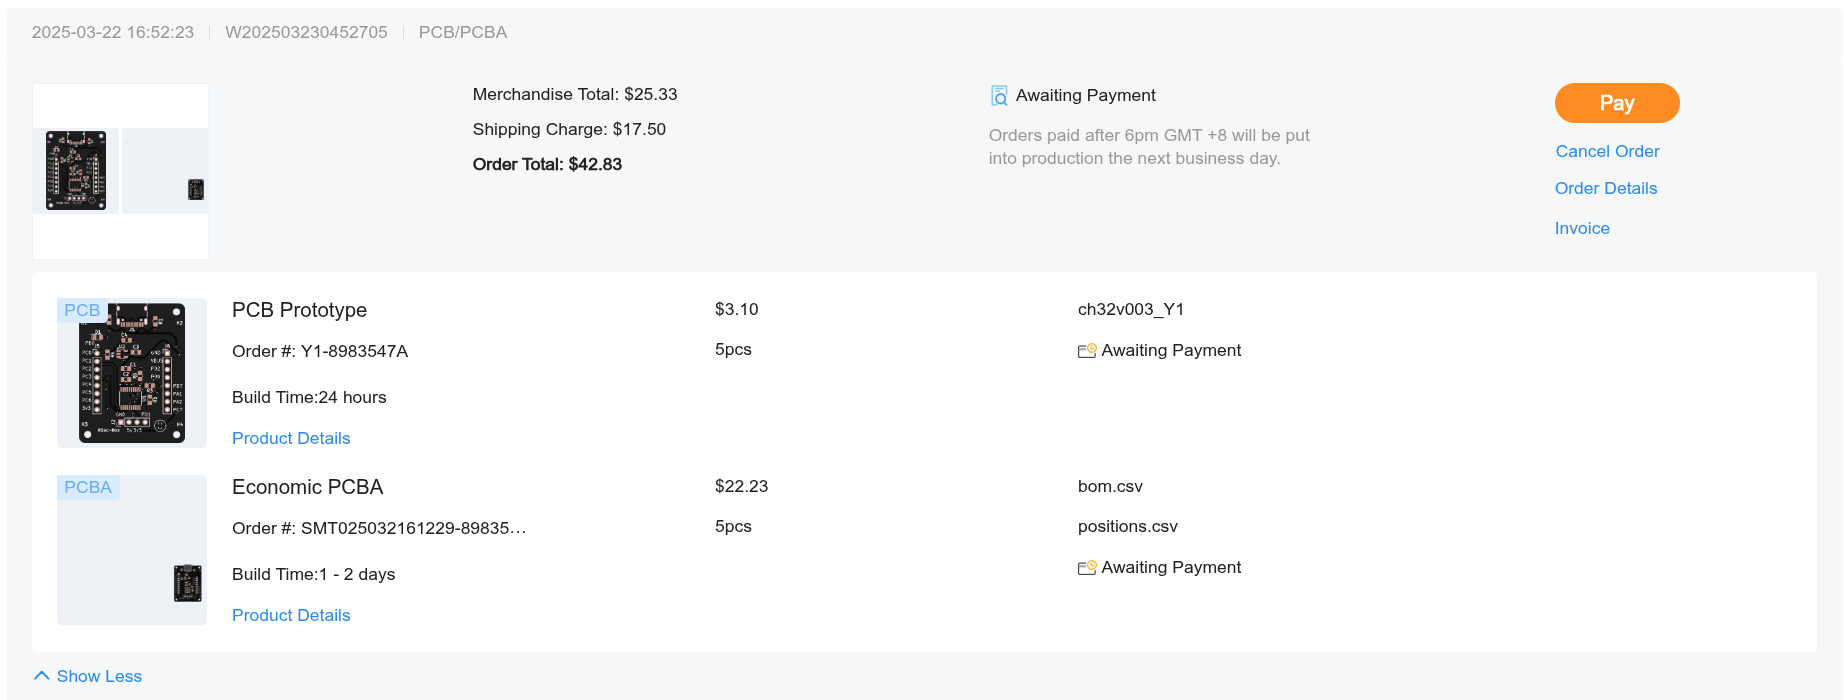 2025-03-22 16:52:23 | W202503230452705 | PCB/PCBA
Merchandise Total: $25.33
Shipping Charge: $17.50
Order Total: $42.83
Awaiting Payment
Orders paid after 6pm GMT +8 will be put
into production the next business day.
Pay
Cancel Order
Order Details
Invoice
PCB
PCB Prototype
Order #: Y1-8983547A
Build Time:24 hours
Product Details
$3.10
5pcs
ch32v003_Y1
Awaiting Payment
PCBA
Economic PCBA
Order #: SMT025032161229-89835…
Build Time:1 - 2 days
Product Details
$22.23
5pcs
bom.csv
positions.csv
Awaiting Payment
Show Less